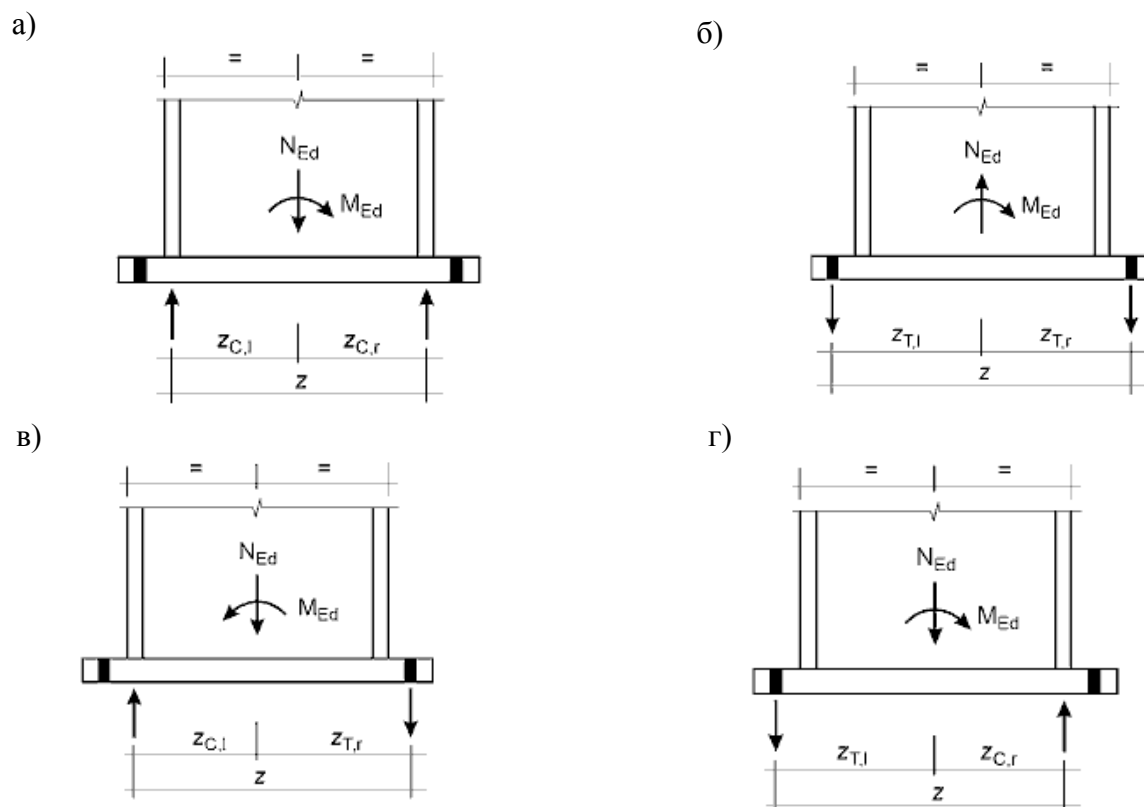 а)
= =
N_Ed
M_Ed
z_C,l z_C,r
z
б)
= =
N_Ed
M_Ed
z_T,l z_T,r
z
в)
= =
N_Ed
M_Ed
z_C,l z_T,r
z
г)
= =
N_Ed
M_Ed
z_T,l z_C,r
z